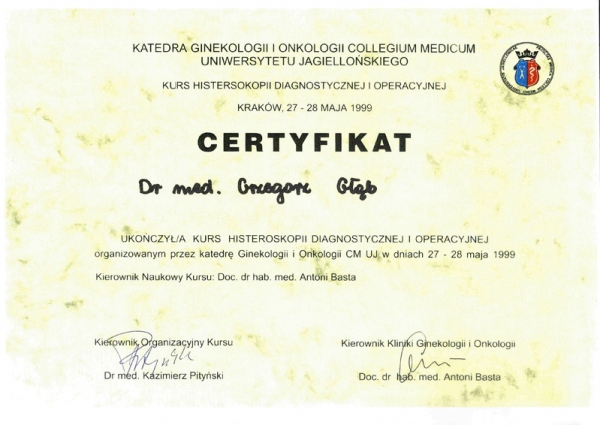 KATEDRA GINEKOLOGII I ONKOLOGII COLLEGIUM MEDICUM
UNIWERSYTETU JAGIELLOŃSKIEGO
KURS HISTERSOKOPII DIAGNOSTYCZNEJ I OPERACYJNEJ
KRAKÓW, 27 - 28 MAJA 1999
CERTYFIKAT
Dr med. Grzegorz Głąb
UKOŃCZYŁ/A KURS HISTEROSKOPII DIAGNOSTYCZNEJ I OPERACYJNEJ
organizowanym przez katedrę Ginekologii i Onkologii CM UJ w dniach 27 - 28 maja 1999
Kierownik Naukowy Kursu: Doc. dr hab. med. Antoni Basta
Kierownik Organizacyjny Kursu
Kierownik Kliniki Ginekologii i Onkologii
Dr med. Kazimierz Pityński
Doc. dr hab. med. Antoni Basta